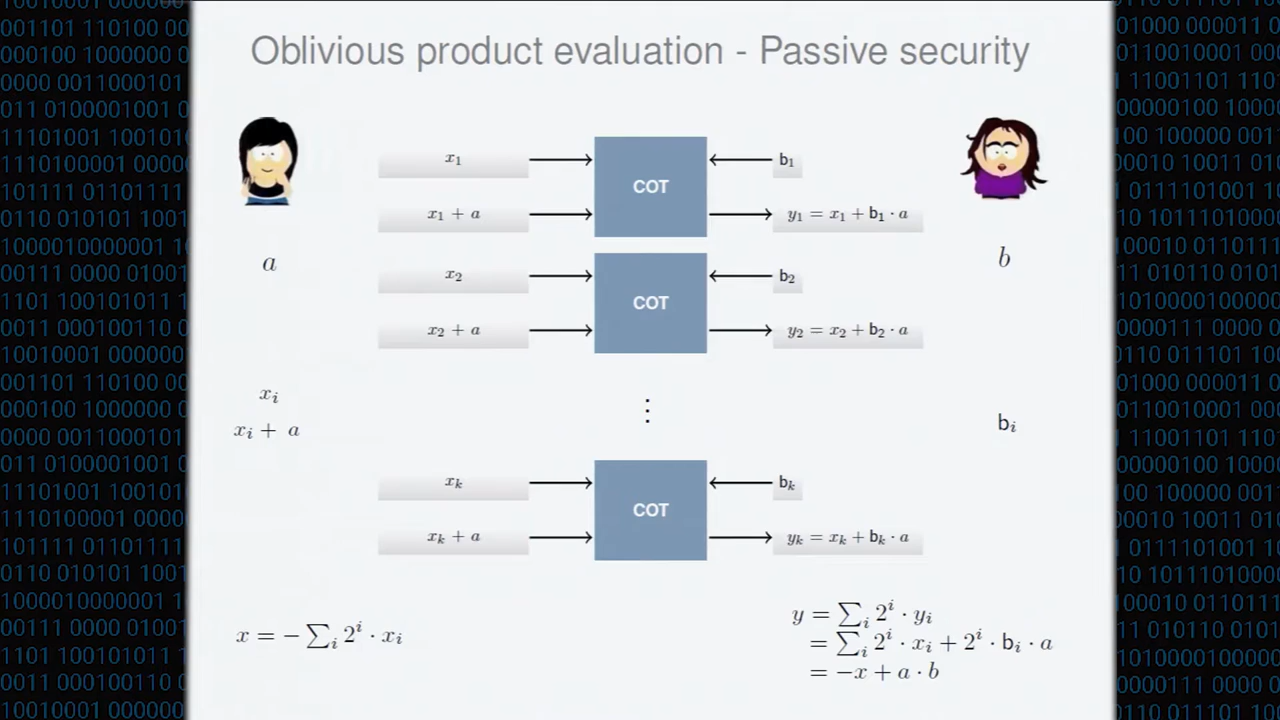 Oblivious product evaluation - Passive security
x₁
COT
b₁
x₁ + a
y₁ = x₁ + b₁ · a
a
b
x₂
COT
b₂
x₂ + a
y₂ = x₂ + b₂ · a
xᵢ
xᵢ + a
⋮
bᵢ
xₖ
COT
bₖ
xₖ + a
yₖ = xₖ + bₖ · a
x = −∑ᵢ 2ⁱ · xᵢ
y = ∑ᵢ 2ⁱ · yᵢ
= ∑ᵢ 2ⁱ · xᵢ + 2ⁱ · bᵢ · a
= −x + a · b